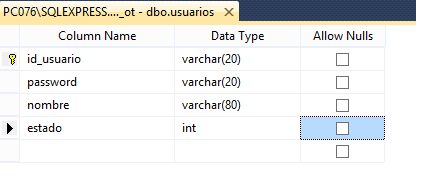 PC076\SQLEXPRESS...._ot - dbo.usuarios
Column Name Data Type Allow Nulls
id_usuario varchar(20)
password varchar(20)
nombre varchar(80)
estado int